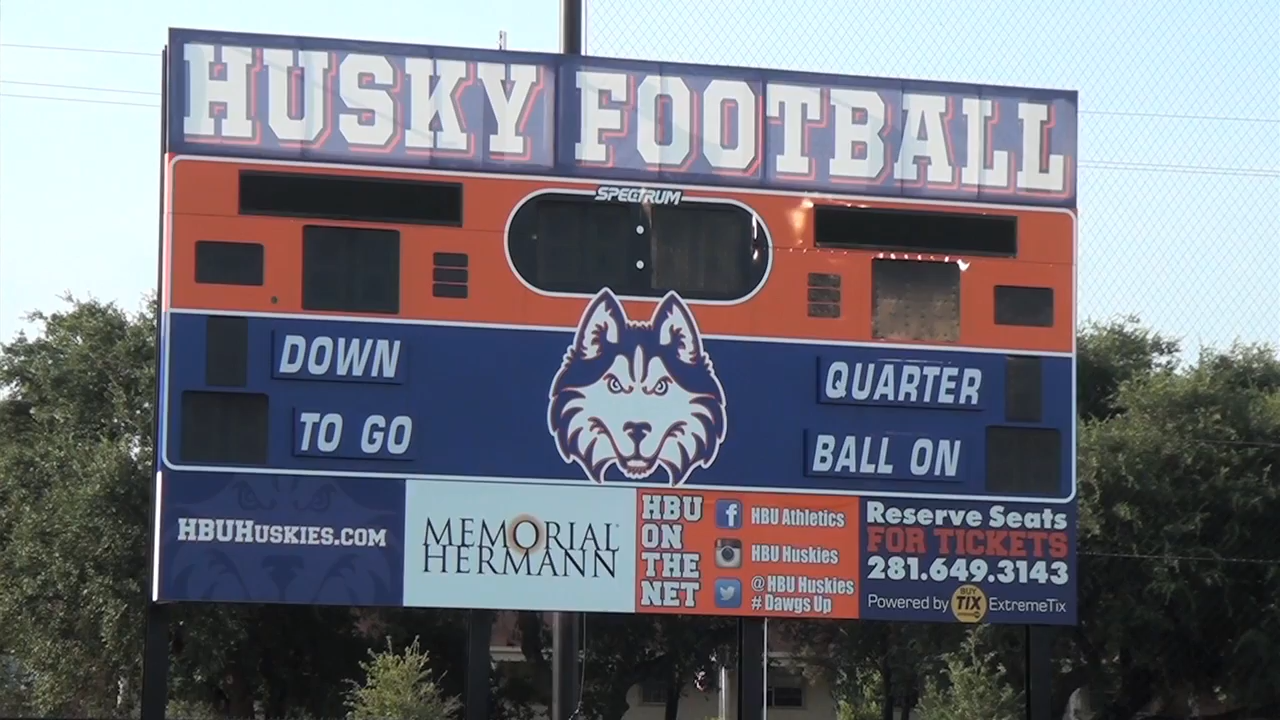 HUSKY FOOTBALL
SPECTRUM
DOWN
TO GO
QUARTER
BALL ON
HBUHUSKIES.COM
MEMORIAL®
HERMANN
HBU
ON
THE
NET
f HBU Athletics
HBU Huskies
@HBU Huskies
# Dawgs Up
Reserve Seats
FOR TICKETS
281.649.3143
Powered by BUY TIX ExtremeTix